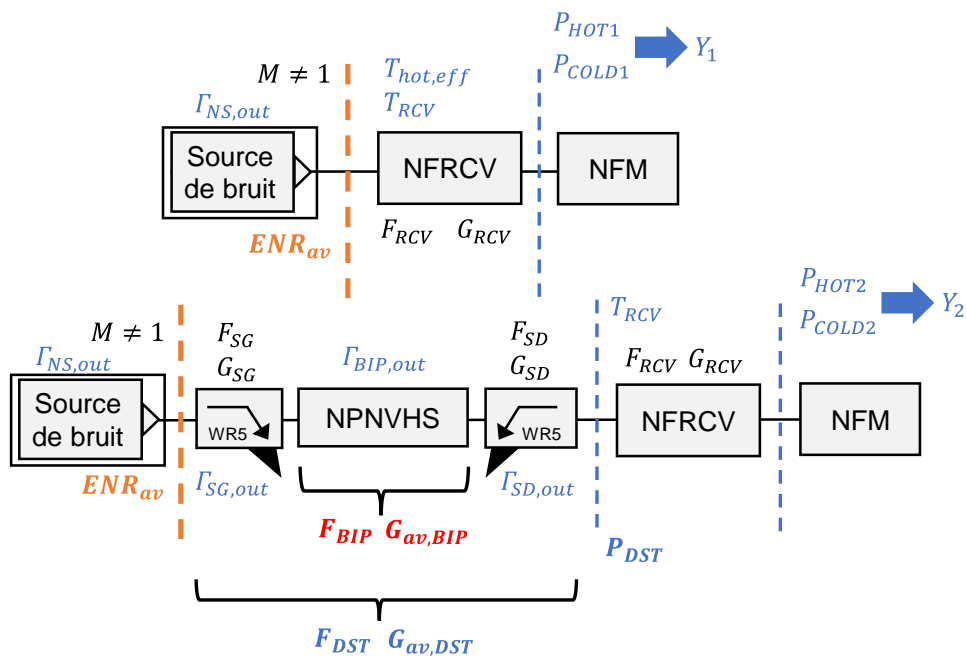 P_HOT1
P_COLD1
Y_1
M ≠ 1
T_hot,eff
T_RCV
Γ_NS,out
Source
de bruit
NFRCV
NFM
F_RCV G_RCV
ENR_av
P_HOT2
P_COLD2
Y_2
T_RCV
M ≠ 1
F_SG
G_SG
F_SD
G_SD
Γ_NS,out
Γ_BIP,out
F_RCV G_RCV
Source
de bruit
WR5
NPNVHS
WR5
NFRCV
NFM
ENR_av
Γ_SG,out
Γ_SD,out
F_BIP G_av,BIP
P_DST
F_DST G_av,DST